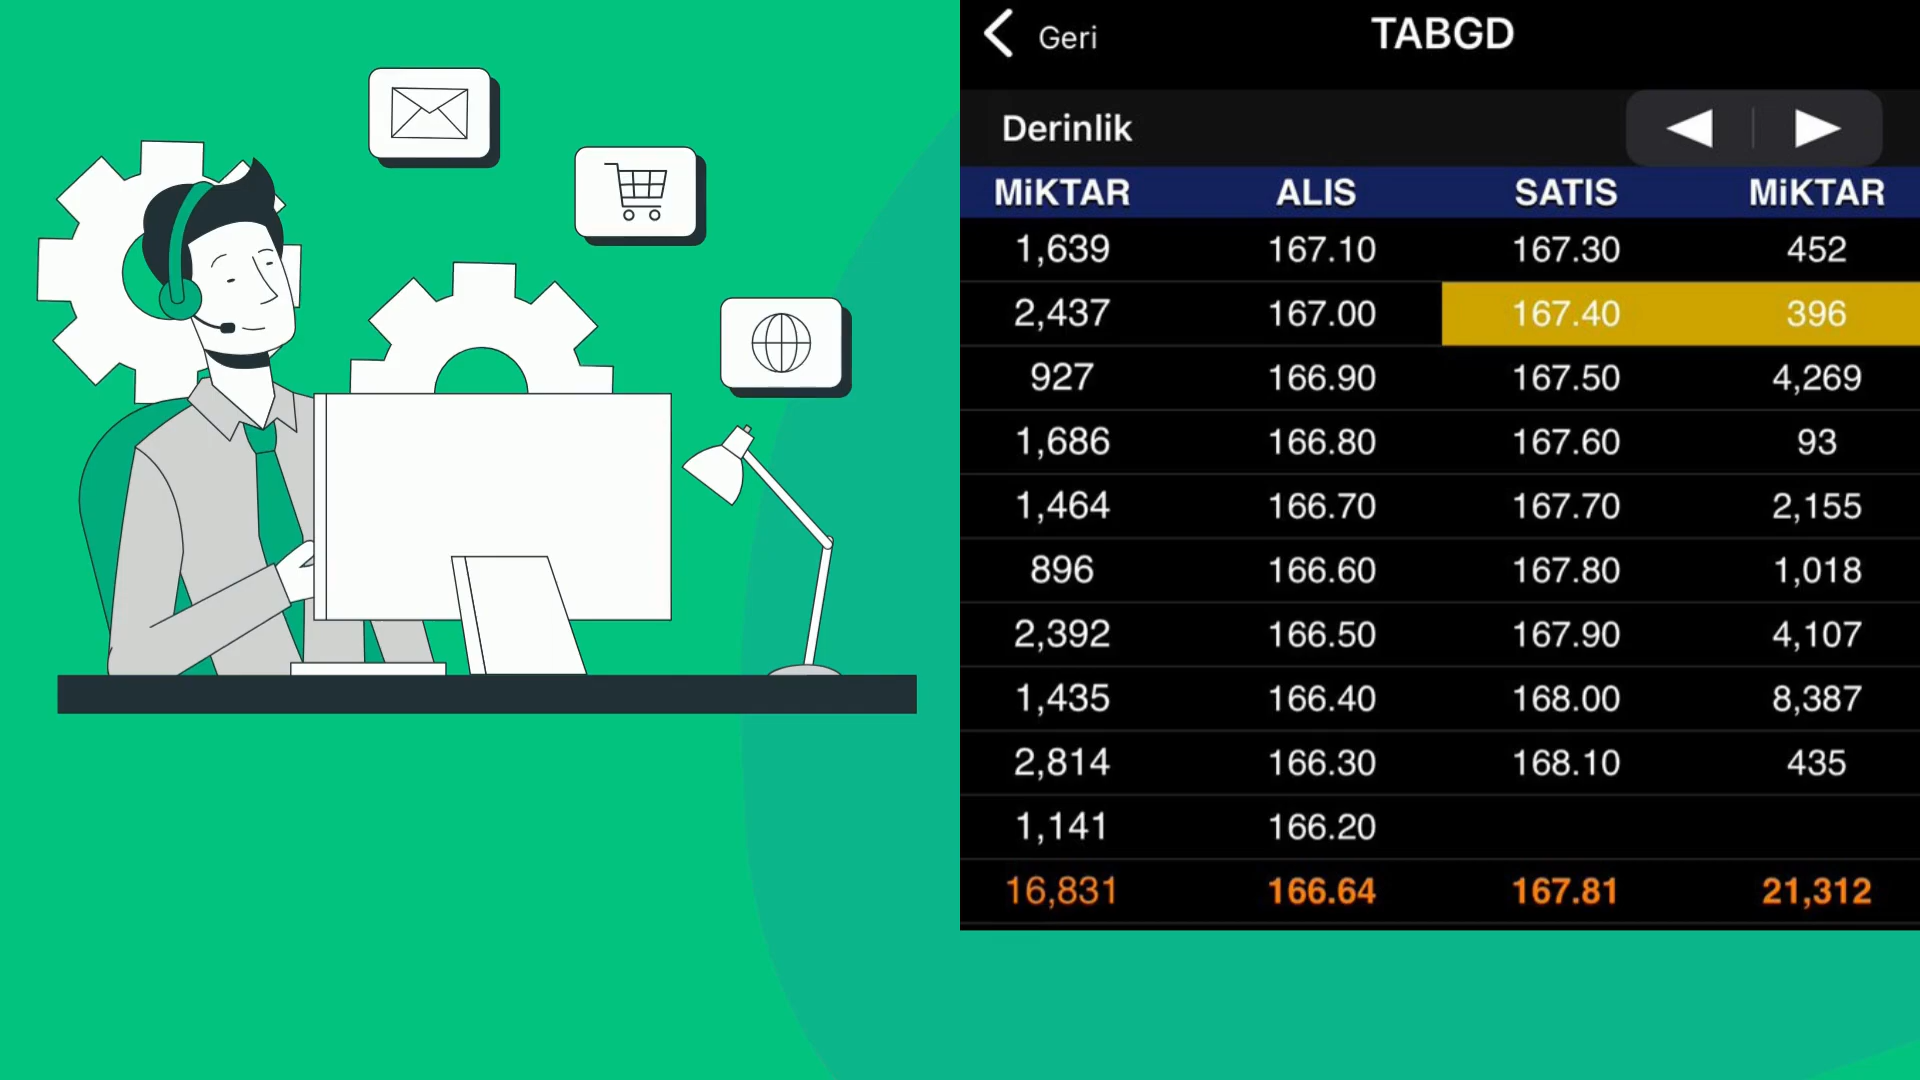 Geri TABGD
Derinlik
MiKTAR ALIS SATIS MiKTAR
1,639 167.10 167.30 452
2,437 167.00 167.40 396
927 166.90 167.50 4,269
1,686 166.80 167.60 93
1,464 166.70 167.70 2,155
896 166.60 167.80 1,018
2,392 166.50 167.90 4,107
1,435 166.40 168.00 8,387
2,814 166.30 168.10 435
1,141 166.20
16,831 166.64 167.81 21,312